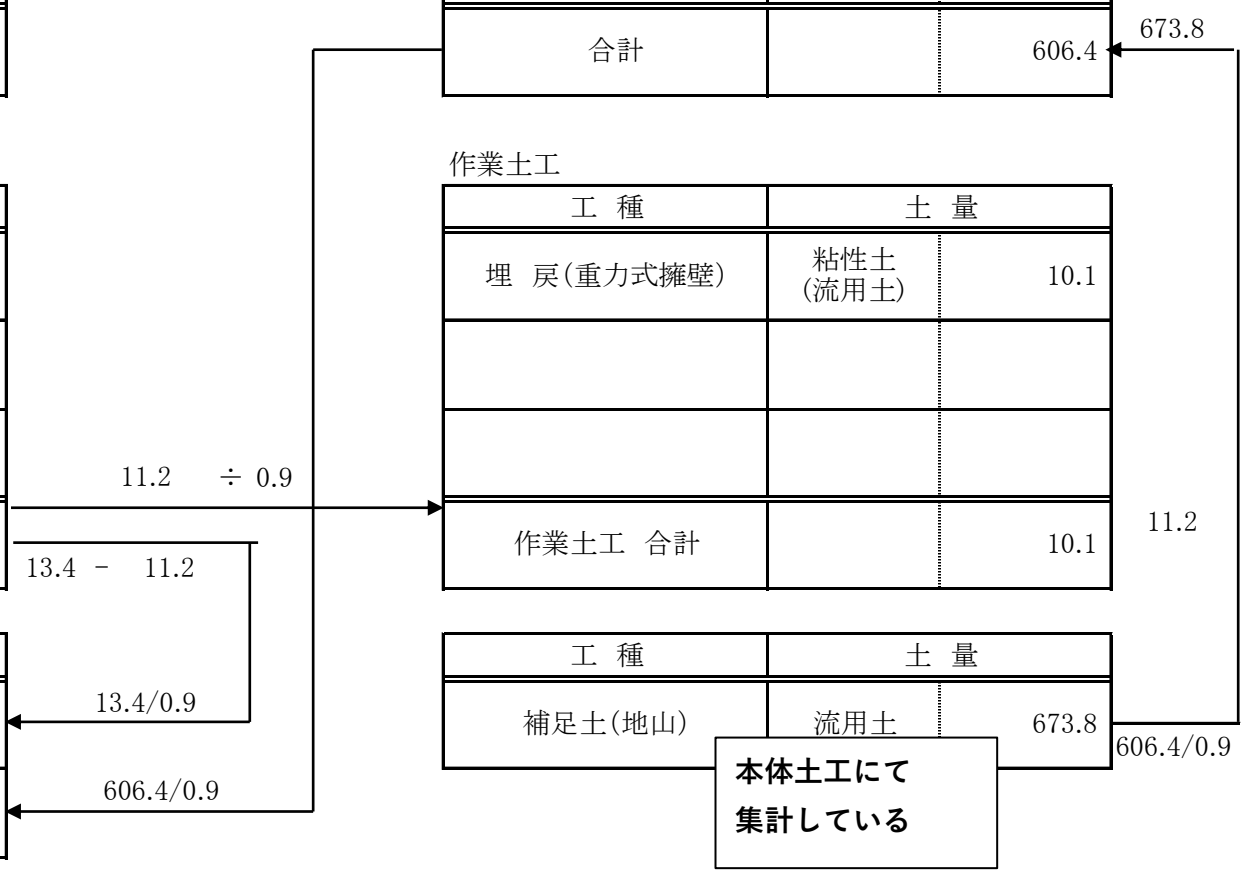 合計 606.4 673.8
作業土工
工 種 土 量
埋 戻(重力式擁壁) 粘性土 10.1
(流用土)
11.2 ÷ 0.9
作業土工 合計 10.1 11.2
13.4 - 11.2
工 種 土 量
13.4/0.9
補足土(地山) 流用土 673.8
606.4/0.9
本体土工にて
集計している
606.4/0.9